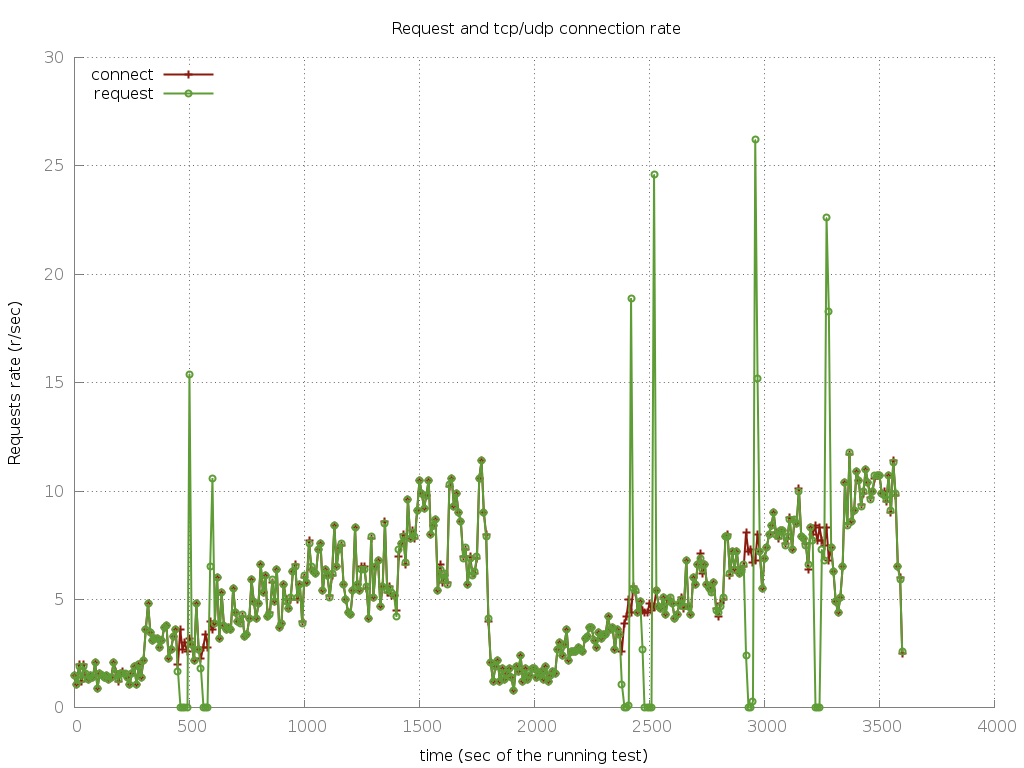 Request and tcp/udp connection rate
30
connect
request
25
20
15
10
5
0
Requests rate (r/sec)
0 500 1000 1500 2000 2500 3000 3500 4000
time (sec of the running test)